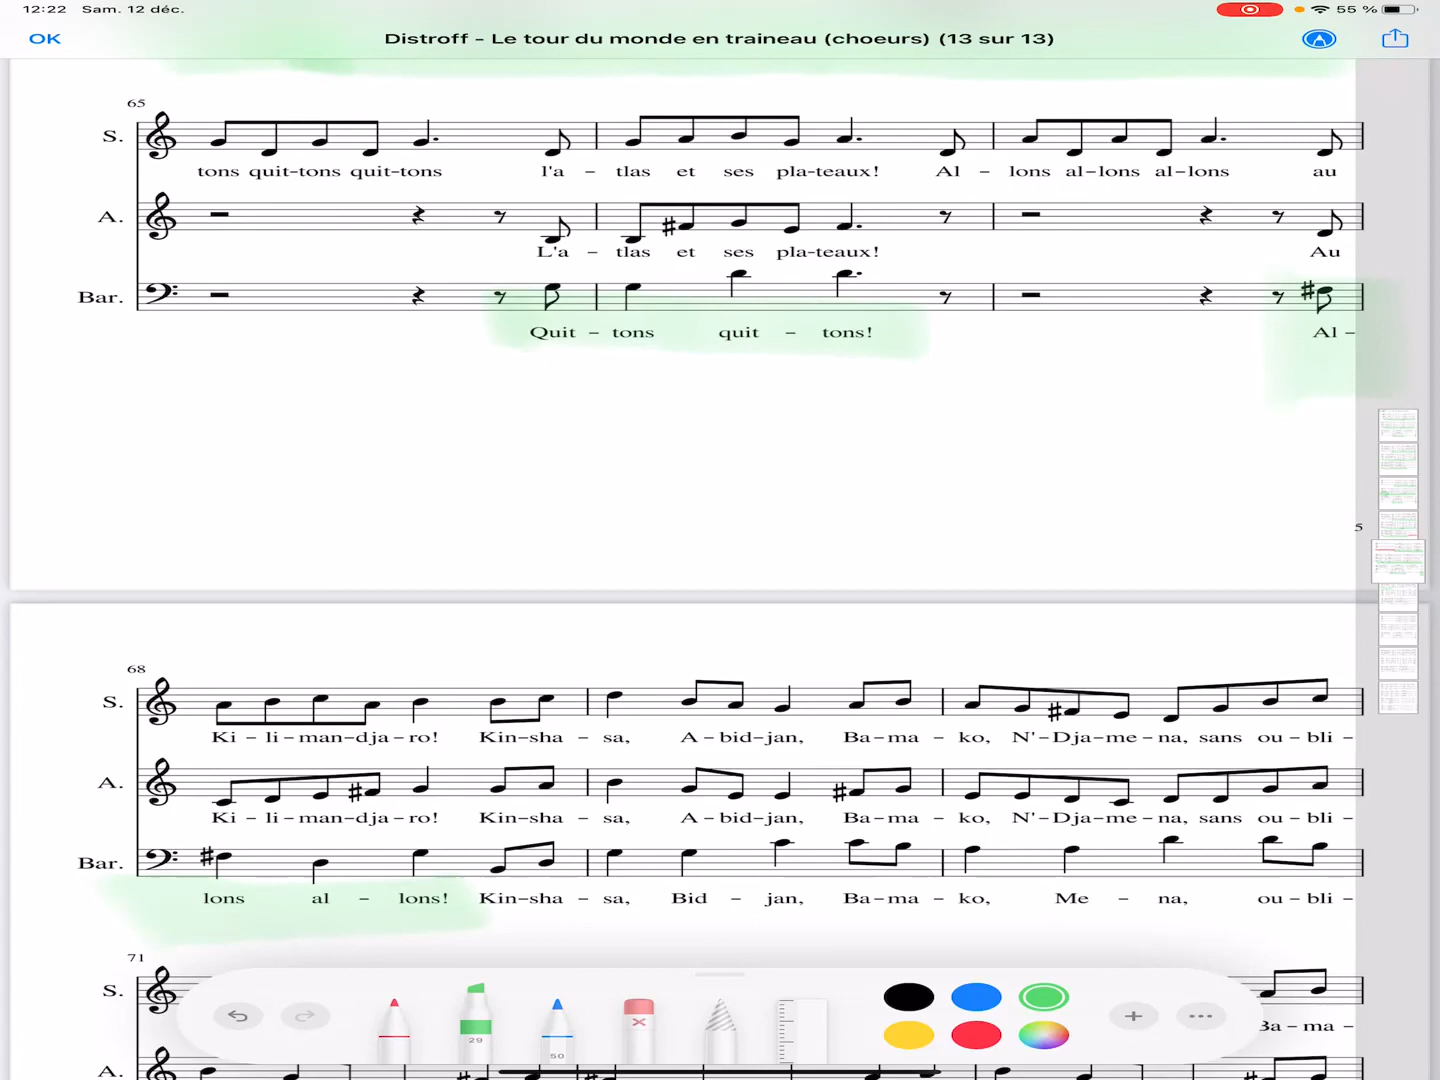 12:22 Sam. 12 déc. 55 %
OK Distroff - Le tour du monde en traineau (choeurs) (13 sur 13)
65
S.
tons quit-tons quit-tons l'a - tlas et ses pla-teaux! Al - lons al-lons al-lons au
A.
L'a - tlas et ses pla-teaux! Au
Bar.
Quit - tons quit - tons! Al -
5
68
S.
Ki - li - man-dja - ro! Kin-sha - sa, A - bid-jan, Ba - ma - ko, N'-Dja-me - na, sans ou - bli -
A.
Ki - li - man-dja - ro! Kin-sha - sa, A - bid-jan, Ba - ma - ko, N'-Dja-me - na, sans ou - bli -
Bar.
lons al - lons! Kin-sha - sa, Bid - jan, Ba - ma - ko, Me - na, ou - bli -
71
S.
Ba - ma -
A.
29
50